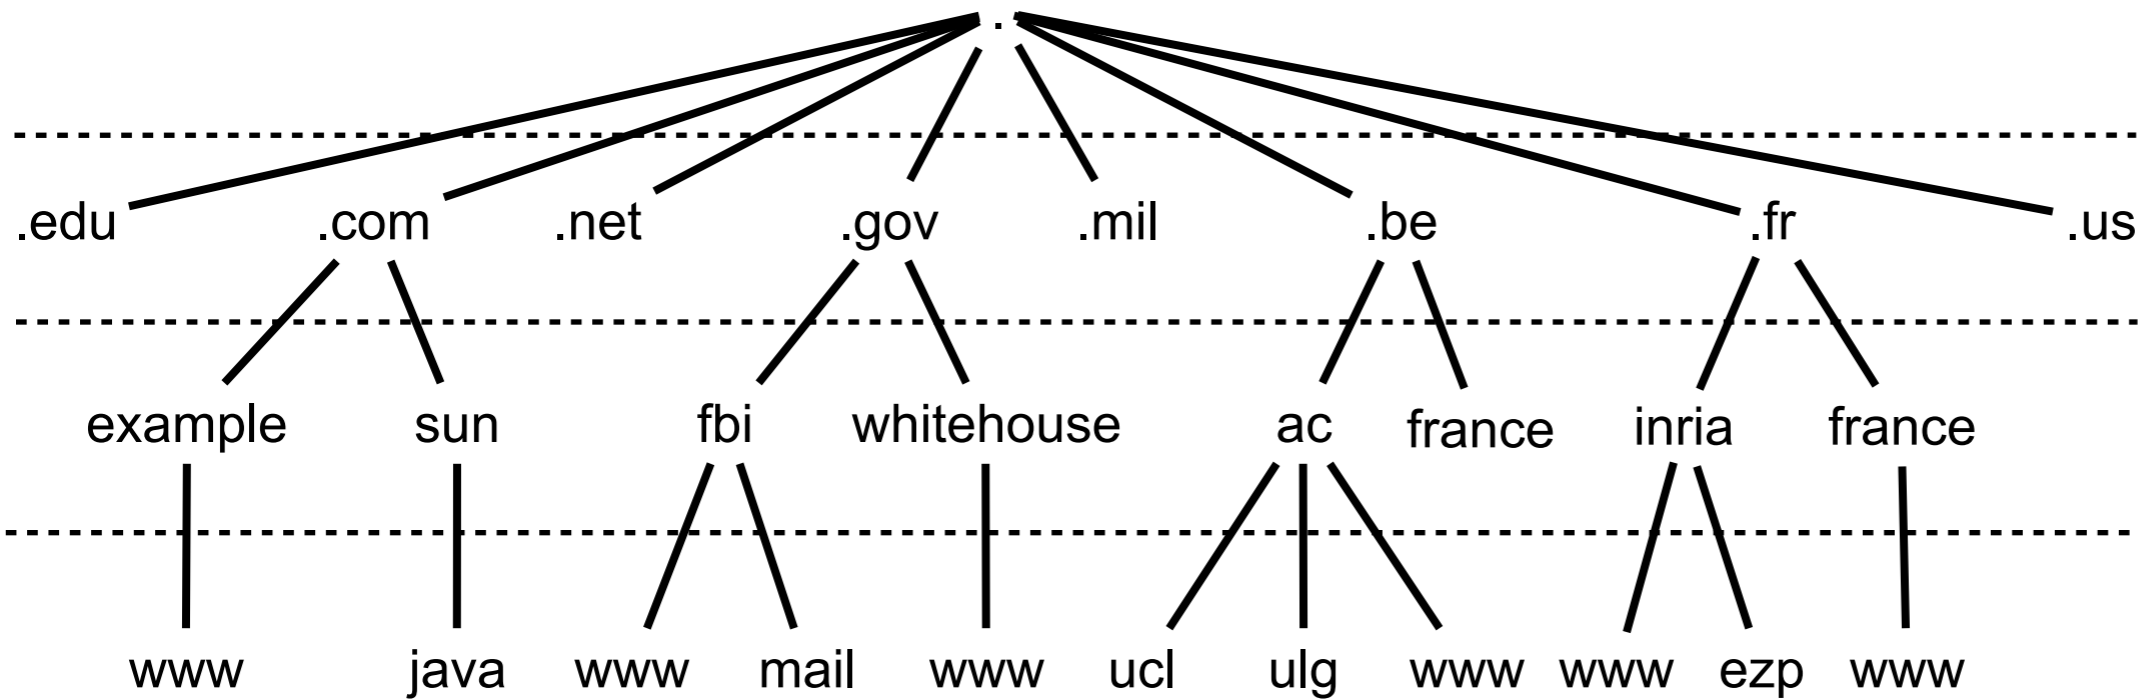 .
.edu .com .net .gov .mil .be .fr .us
example sun fbi whitehouse ac france inria france
www java www mail www ucl ulg www www ezp www